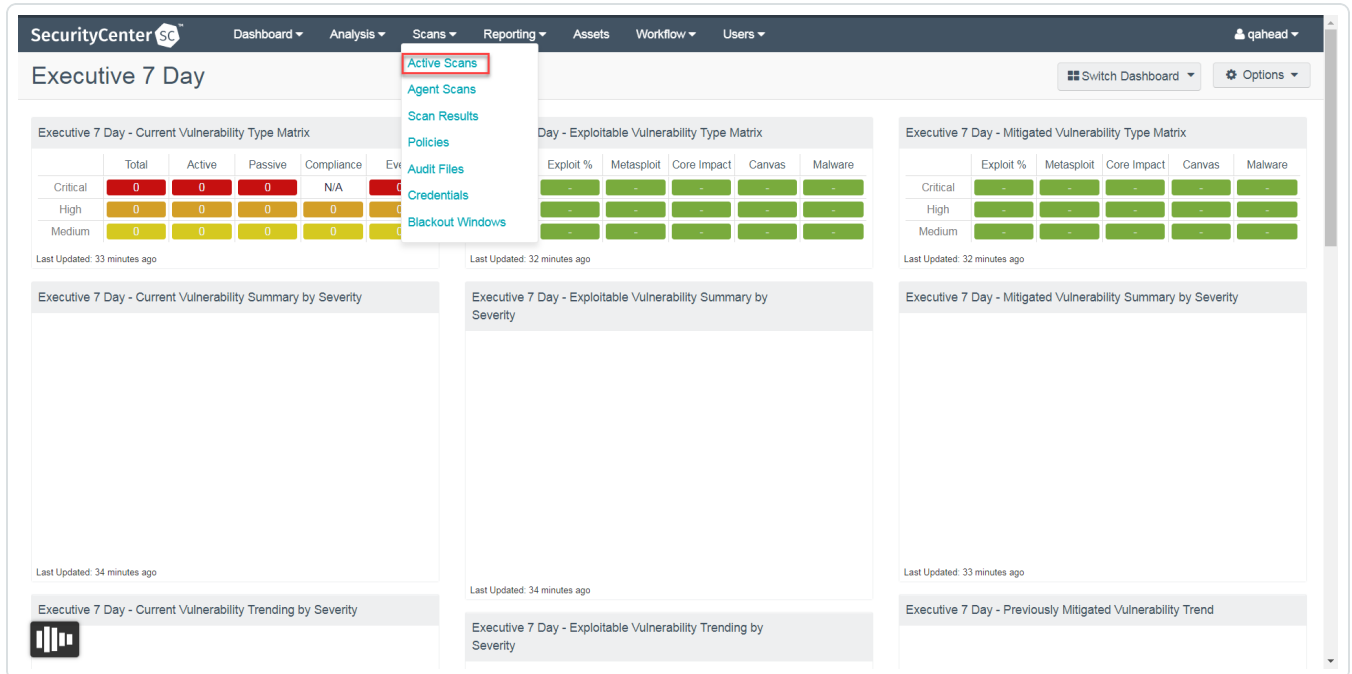 SecurityCenter SC™ Dashboard Analysis Scans Reporting Assets Workflow Users qahead
Executive 7 Day Switch Dashboard Options
Active Scans
Agent Scans
Scan Results
Policies
Audit Files
Credentials
Blackout Windows
Executive 7 Day - Current Vulnerability Type Matrix
Total Active Passive Compliance Eve
Critical 0 0 0 N/A 0
High 0 0 0 0 0
Medium 0 0 0 0 0
Last Updated: 33 minutes ago
Day - Exploitable Vulnerability Type Matrix
Exploit % Metasploit Core Impact Canvas Malware
- - - - -
- - - - -
- - - - -
Last Updated: 32 minutes ago
Executive 7 Day - Mitigated Vulnerability Type Matrix
Exploit % Metasploit Core Impact Canvas Malware
Critical - - - - -
High - - - - -
Medium - - - - -
Last Updated: 32 minutes ago
Executive 7 Day - Current Vulnerability Summary by Severity
Last Updated: 34 minutes ago
Executive 7 Day - Exploitable Vulnerability Summary by
Severity
Last Updated: 34 minutes ago
Executive 7 Day - Mitigated Vulnerability Summary by Severity
Last Updated: 33 minutes ago
Executive 7 Day - Current Vulnerability Trending by Severity
Executive 7 Day - Exploitable Vulnerability Trending by
Severity
Executive 7 Day - Previously Mitigated Vulnerability Trend